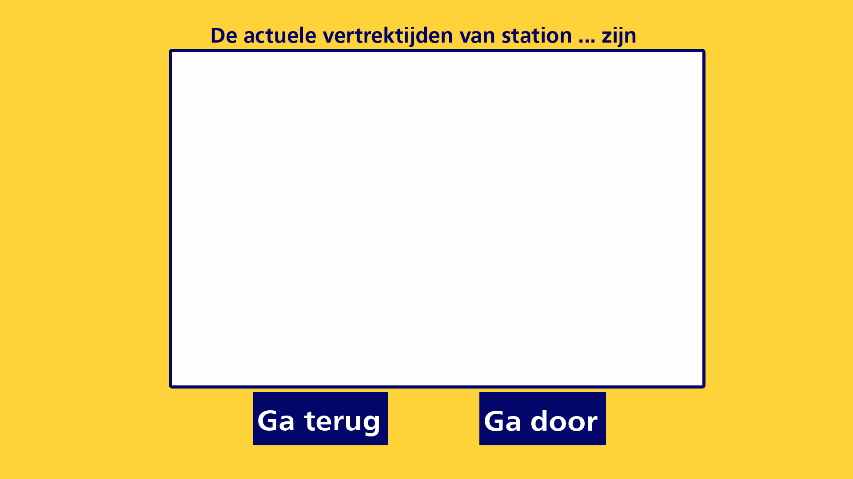 De actuele vertrektijden van station ... zijn
Ga terug
Ga door